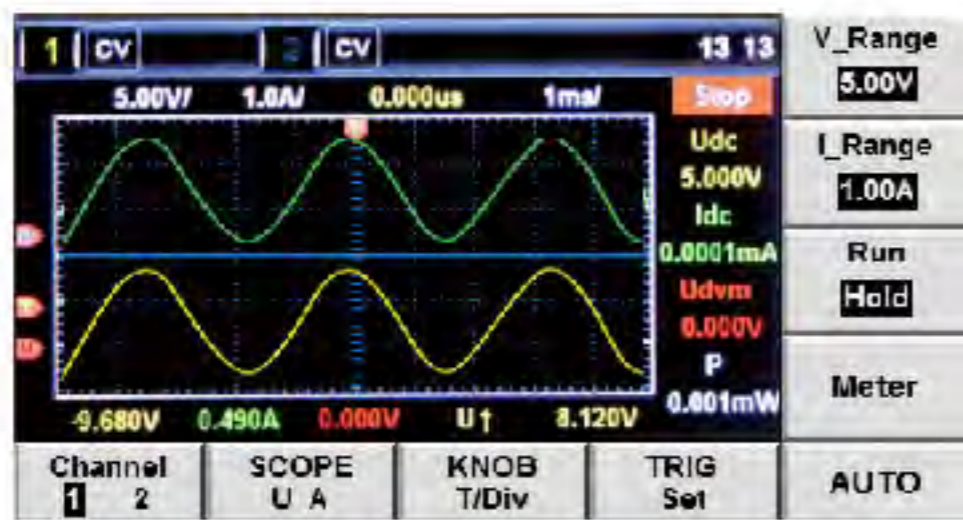 1 CV 2 CV 13 13
5.00V/ 1.0A/ 0.000us 1ms/ Stop
Udc
5.000V
Idc
0.0001mA
Udvm
0.000V
P
0.001mW
-9.680V 0.490A 0.000V U↑ 8.120V
V_Range
5.00V
I_Range
1.00A
Run
Hold
Meter
Channel
1 2
SCOPE
U A
KNOB
T/Div
TRIG
Set
AUTO